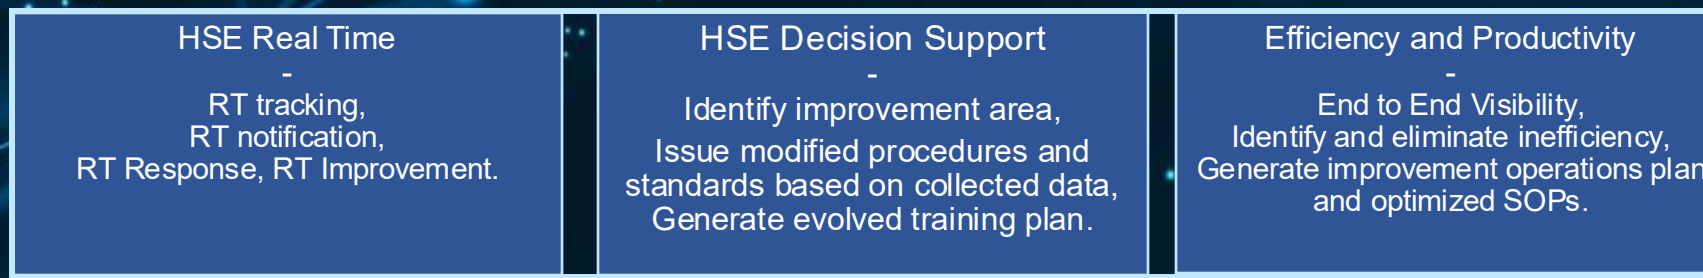 HSE Real Time
-
RT tracking,
RT notification,
RT Response, RT Improvement.
HSE Decision Support
-
Identify improvement area,
Issue modified procedures and
standards based on collected data,
Generate evolved training plan.
Efficiency and Productivity
-
End to End Visibility,
Identify and eliminate inefficiency,
Generate improvement operations plan
and optimized SOPs.